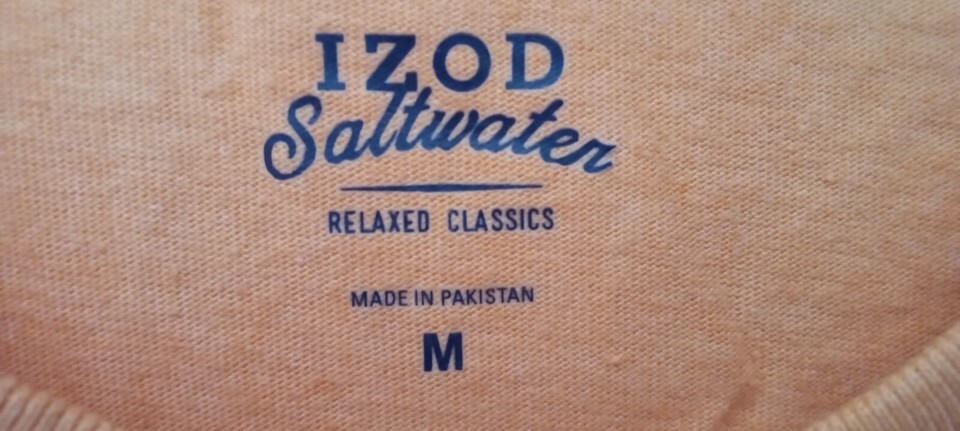 IZOD
Saltwater
RELAXED CLASSICS
MADE IN PAKISTAN
M